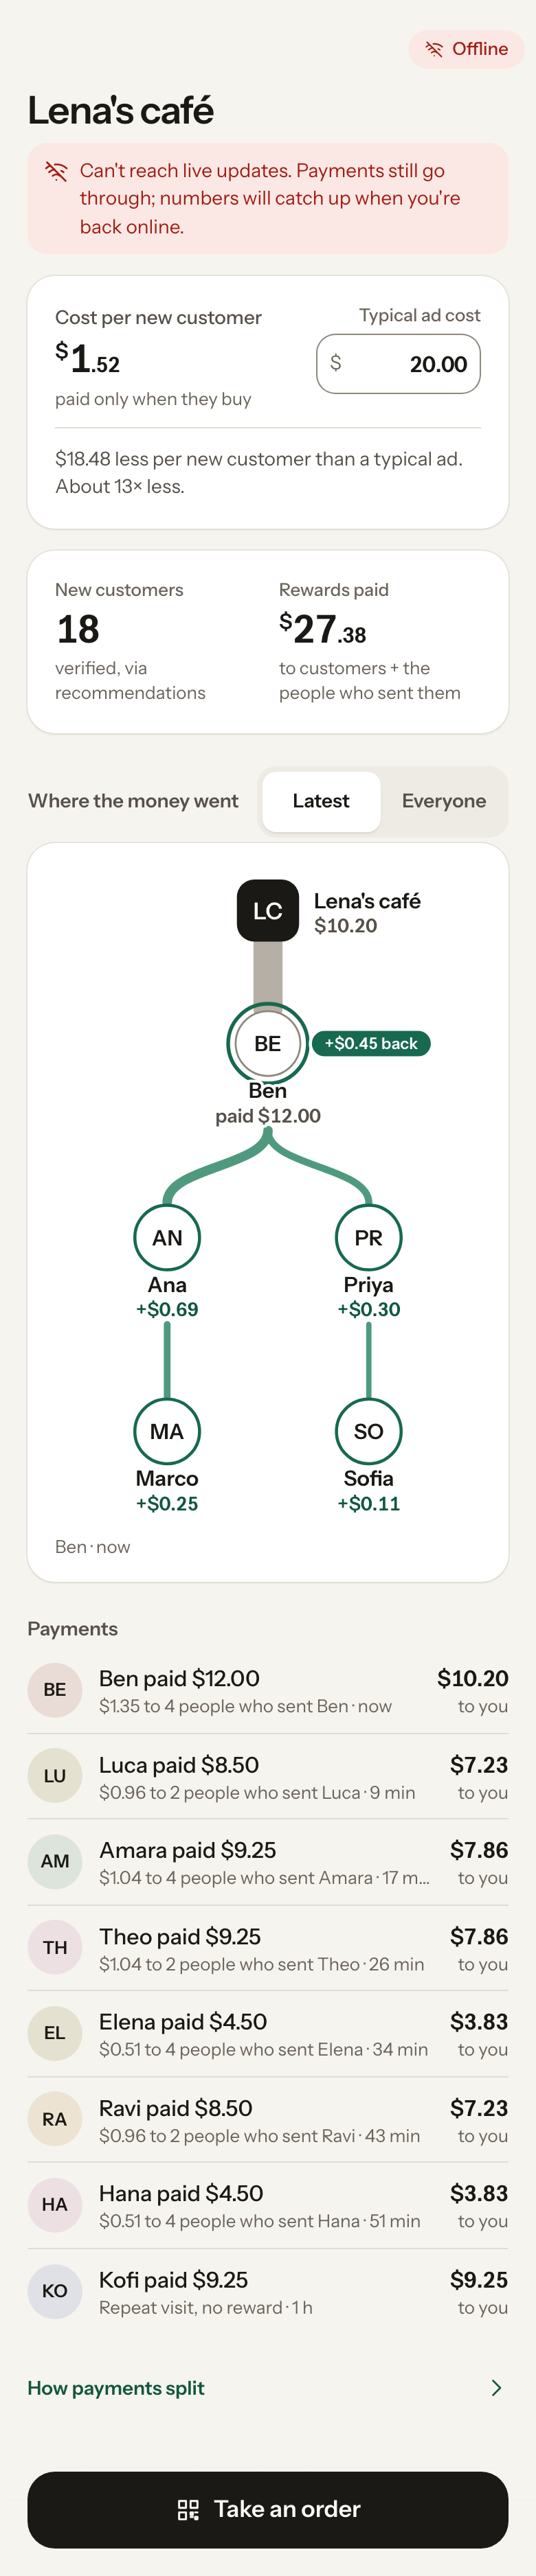 Offline
Lena's café
Can't reach live updates. Payments still go
through; numbers will catch up when you're
back online.
Cost per new customer
Typical ad cost
$1.52
$ 20.00
paid only when they buy
$18.48 less per new customer than a typical ad.
About 13× less.
New customers
Rewards paid
18
$27.38
verified, via
recommendations
to customers + the
people who sent them
Where the money went
Latest
Everyone
LC
Lena's café
$10.20
BE
+$0.45 back
Ben
paid $12.00
AN
PR
Ana
Priya
+$0.69
+$0.30
MA
SO
Marco
Sofia
+$0.25
+$0.11
Ben · now
Payments
BE
Ben paid $12.00
$10.20
$1.35 to 4 people who sent Ben · now
to you
LU
Luca paid $8.50
$7.23
$0.96 to 2 people who sent Luca · 9 min
to you
AM
Amara paid $9.25
$7.86
$1.04 to 4 people who sent Amara · 17 m...
to you
TH
Theo paid $9.25
$7.86
$1.04 to 2 people who sent Theo · 26 min
to you
EL
Elena paid $4.50
$3.83
$0.51 to 4 people who sent Elena · 34 min
to you
RA
Ravi paid $8.50
$7.23
$0.96 to 2 people who sent Ravi · 43 min
to you
HA
Hana paid $4.50
$3.83
$0.51 to 4 people who sent Hana · 51 min
to you
KO
Kofi paid $9.25
$9.25
Repeat visit, no reward · 1 h
to you
How payments split
Take an order